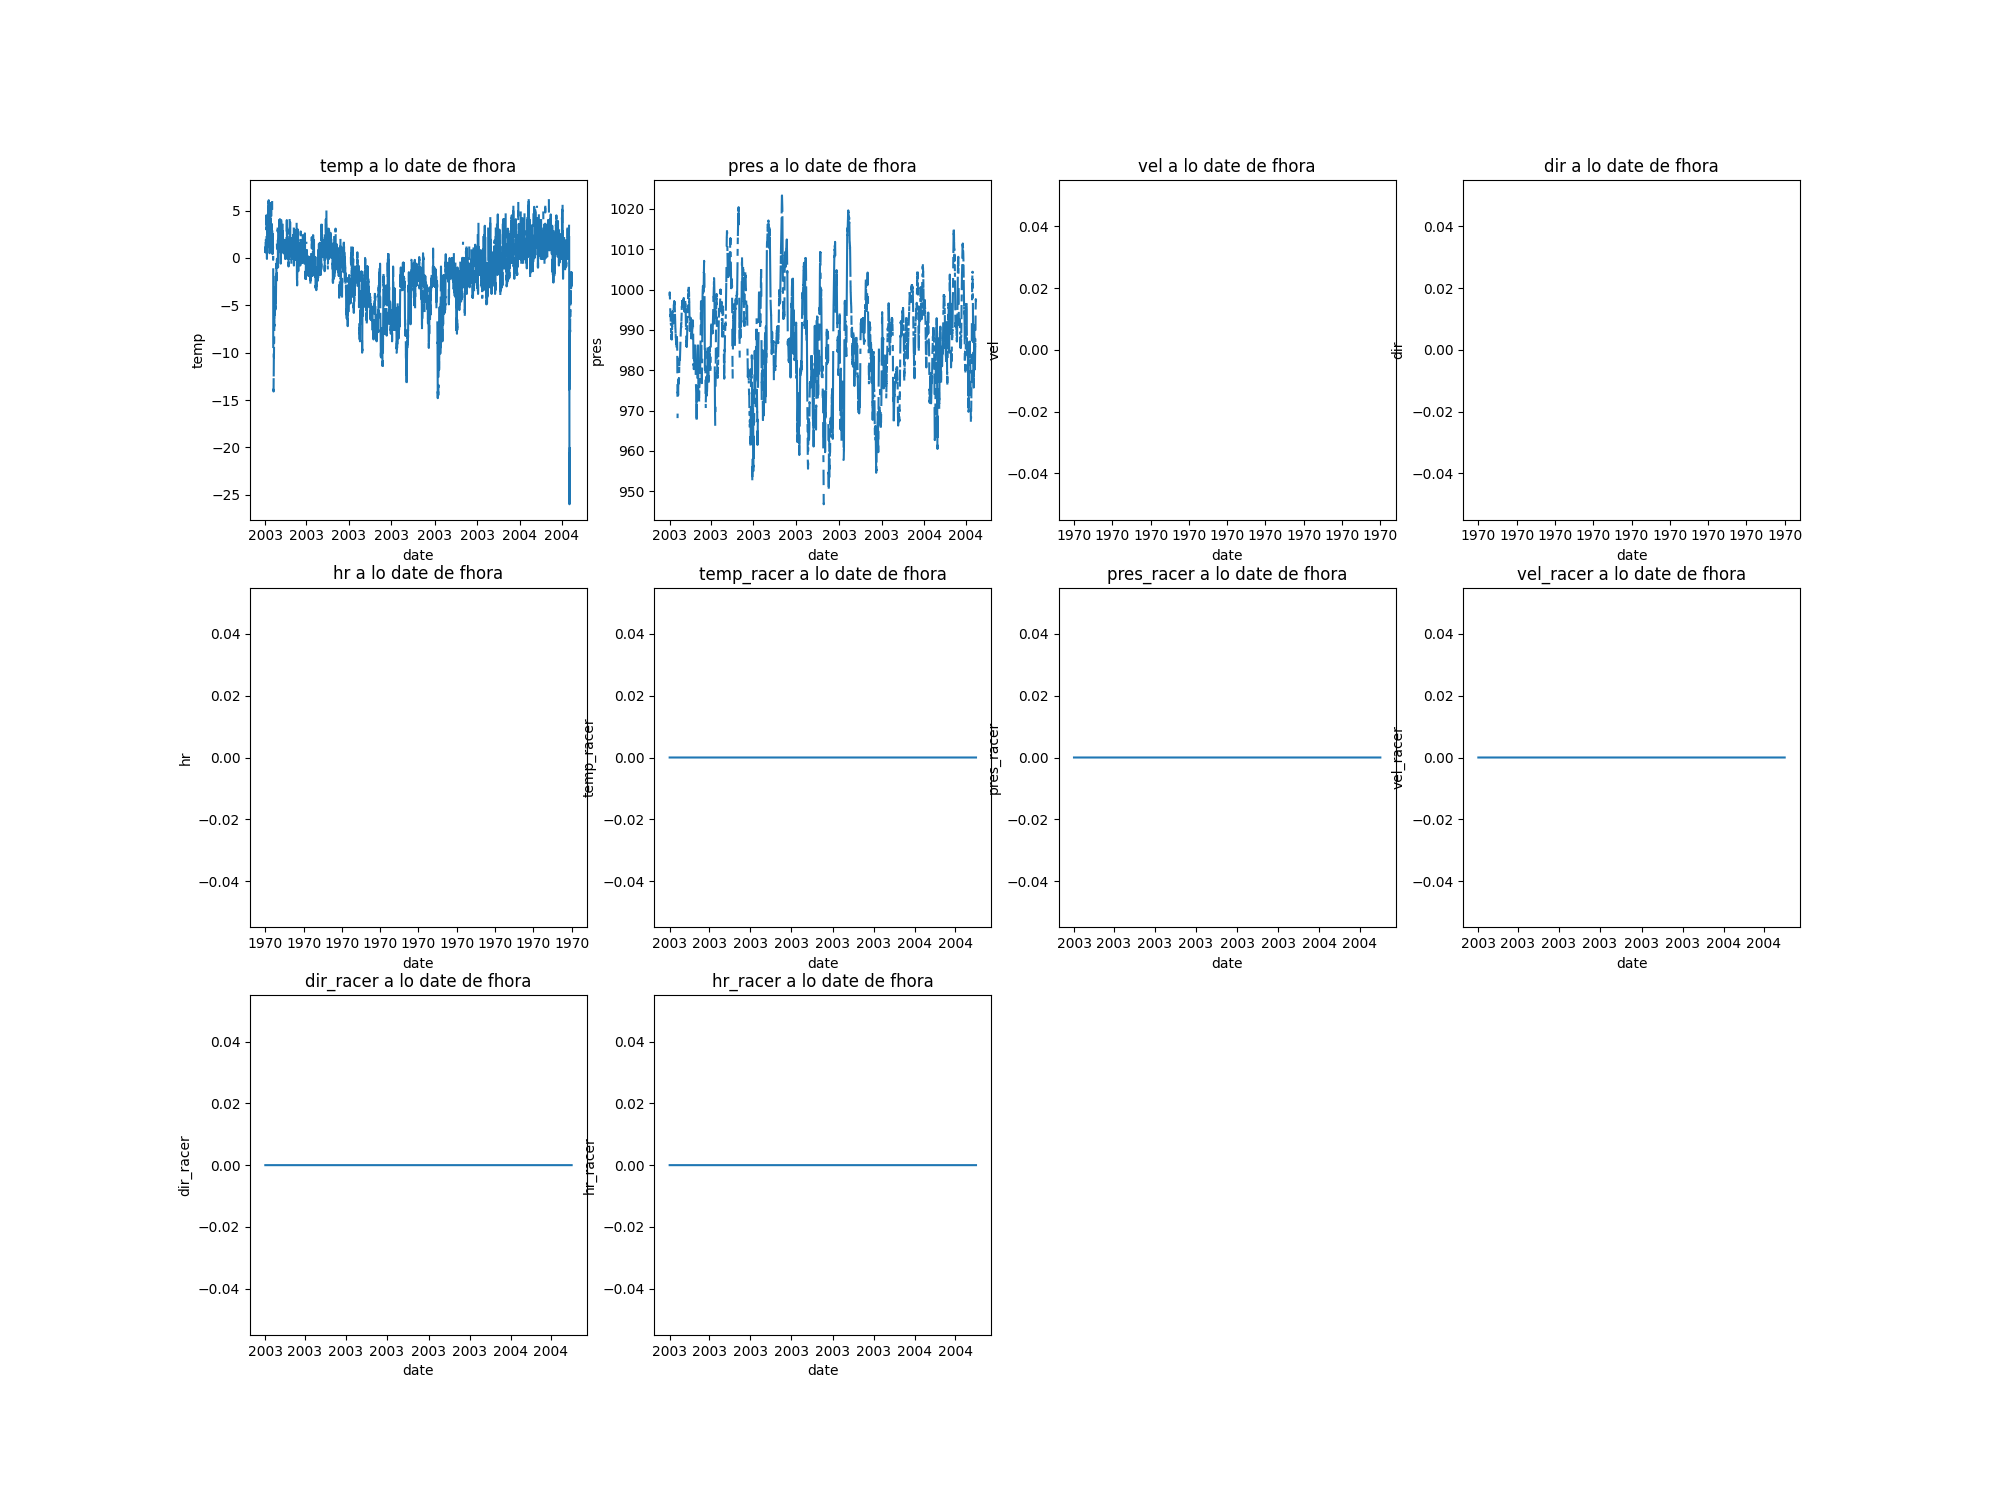 temp a lo date de fhora
temp
5
0
−5
−10
−15
−20
−25
2003 2003 2003 2003 2003 2003 2004 2004
date
pres a lo date de fhora
pres
1020
1010
1000
990
980
970
960
950
2003 2003 2003 2003 2003 2003 2004 2004
date
vel a lo date de fhora
vel
0.04
0.02
0.00
−0.02
−0.04
1970 1970 1970 1970 1970 1970 1970 1970 1970
date
dir a lo date de fhora
dir
0.04
0.02
0.00
−0.02
−0.04
1970 1970 1970 1970 1970 1970 1970 1970 1970
date
hr a lo date de fhora
hr
0.04
0.02
0.00
−0.02
−0.04
1970 1970 1970 1970 1970 1970 1970 1970 1970
date
temp_racer a lo date de fhora
temp_racer
0.04
0.02
0.00
−0.02
−0.04
2003 2003 2003 2003 2003 2003 2004 2004
date
pres_racer a lo date de fhora
pres_racer
0.04
0.02
0.00
−0.02
−0.04
2003 2003 2003 2003 2003 2003 2004 2004
date
vel_racer a lo date de fhora
vel_racer
0.04
0.02
0.00
−0.02
−0.04
2003 2003 2003 2003 2003 2003 2004 2004
date
dir_racer a lo date de fhora
dir_racer
0.04
0.02
0.00
−0.02
−0.04
2003 2003 2003 2003 2003 2003 2004 2004
date
hr_racer a lo date de fhora
hr_racer
0.04
0.02
0.00
−0.02
−0.04
2003 2003 2003 2003 2003 2003 2004 2004
date